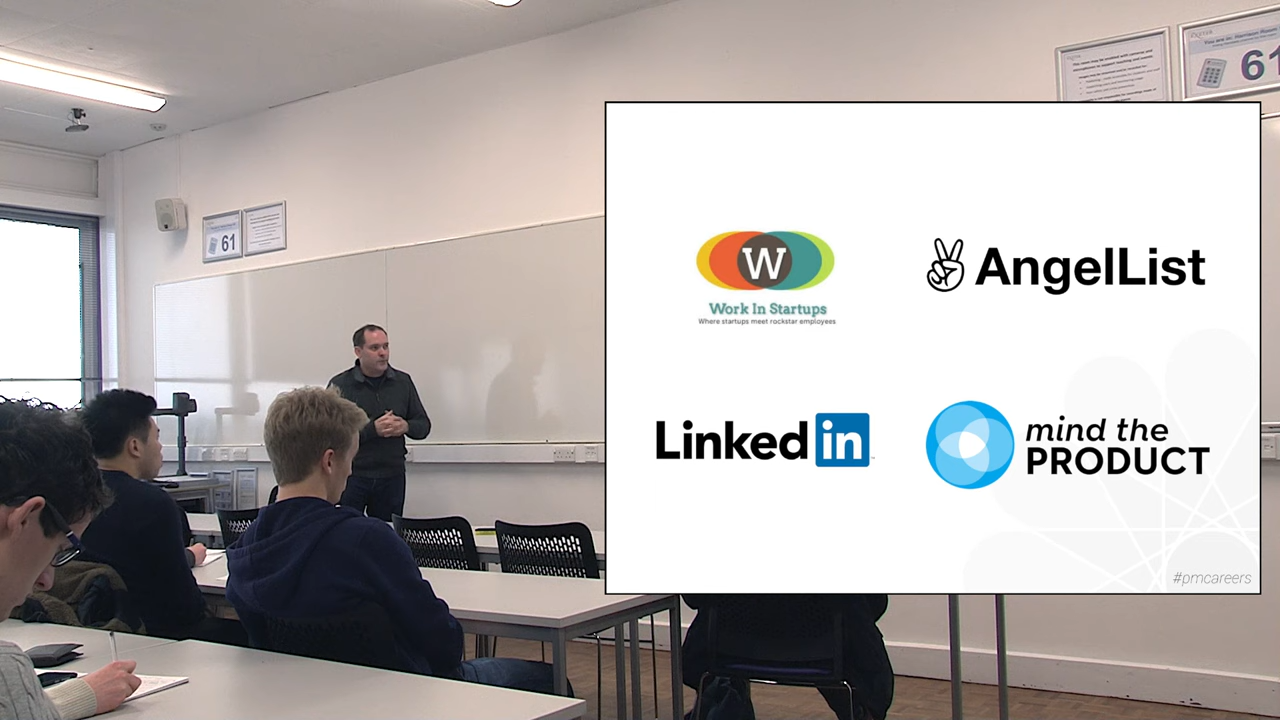 61
61
W
Work In Startups
Where startups meet rockstar employees
AngelList
Linkedin
mind the
PRODUCT
#pmcareers